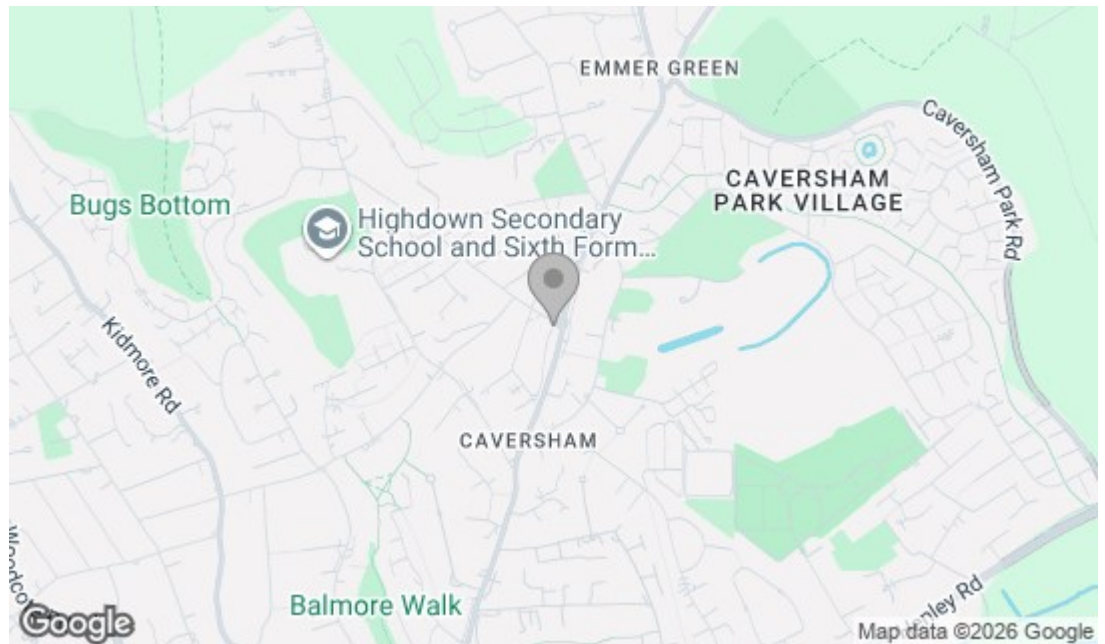 EMMER GREEN
Caversham Park Rd
CAVERSHAM
PARK VILLAGE
Bugs Bottom
Highdown Secondary
School and Sixth Form...
Kidmore Rd
CAVERSHAM
Balmore Walk
Google
Map data ©2026 Google